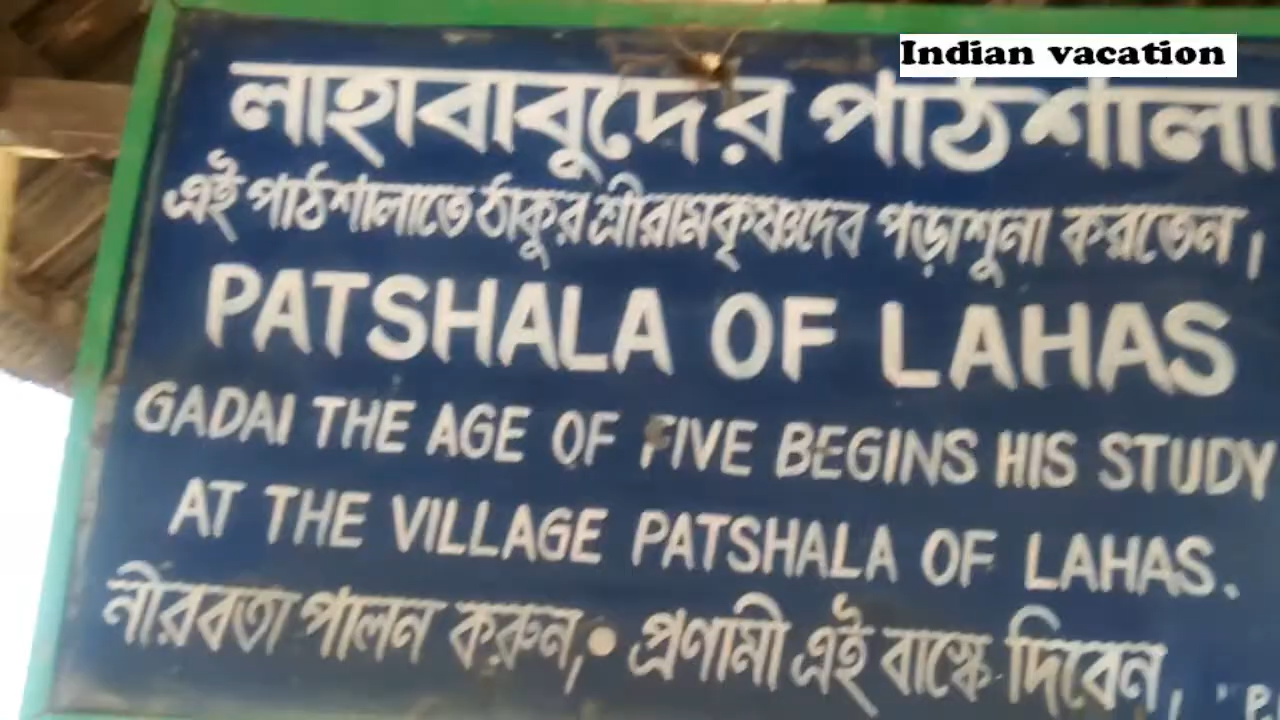 Indian vacation
লাহাবাবুদের পাঠশালা
এই পাঠশালাতে ঠাকুর শ্রীরামকৃষ্ণদেব পড়াশুনা করতেন।
PATSHALA OF LAHAS
GADAI THE AGE OF FIVE BEGINS HIS STUDY
AT THE VILLAGE PATSHALA OF LAHAS.
নীরবতা পালন করুন,• প্রণামী এই বাক্সে দিবেন,